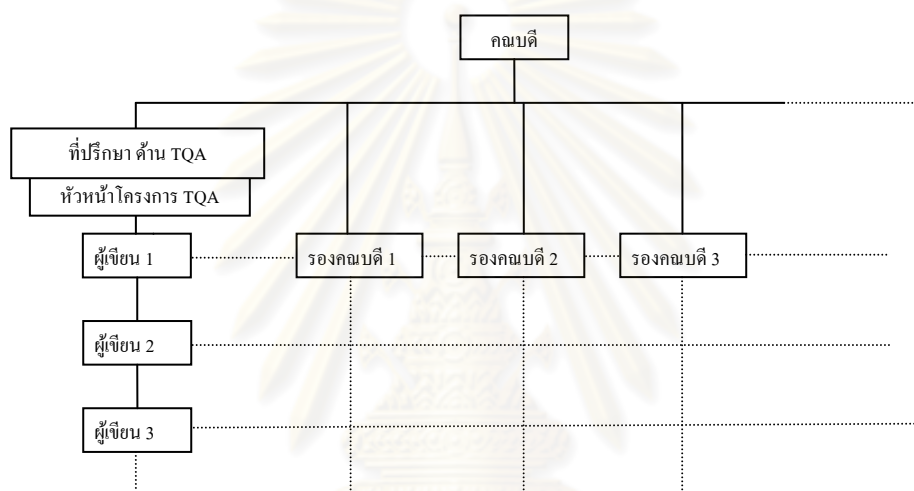 คณบดี
ที่ปรึกษา ด้าน TQA
หัวหน้าโครงการ TQA
ผู้เขียน 1
รองคณบดี 1
รองคณบดี 2
รองคณบดี 3
ผู้เขียน 2
ผู้เขียน 3